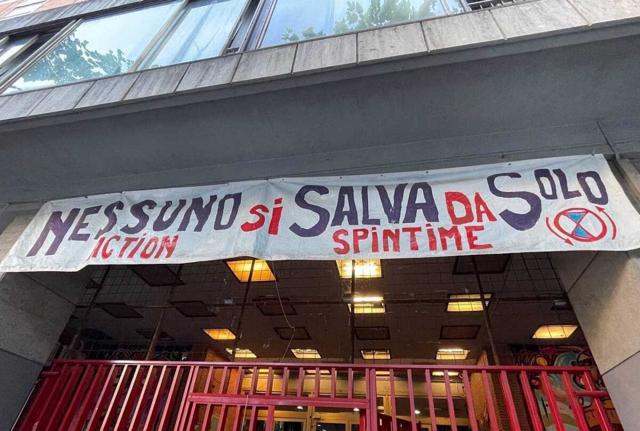 NESSUNO Si SALVA DA SOLO
ACTION SPINTIME